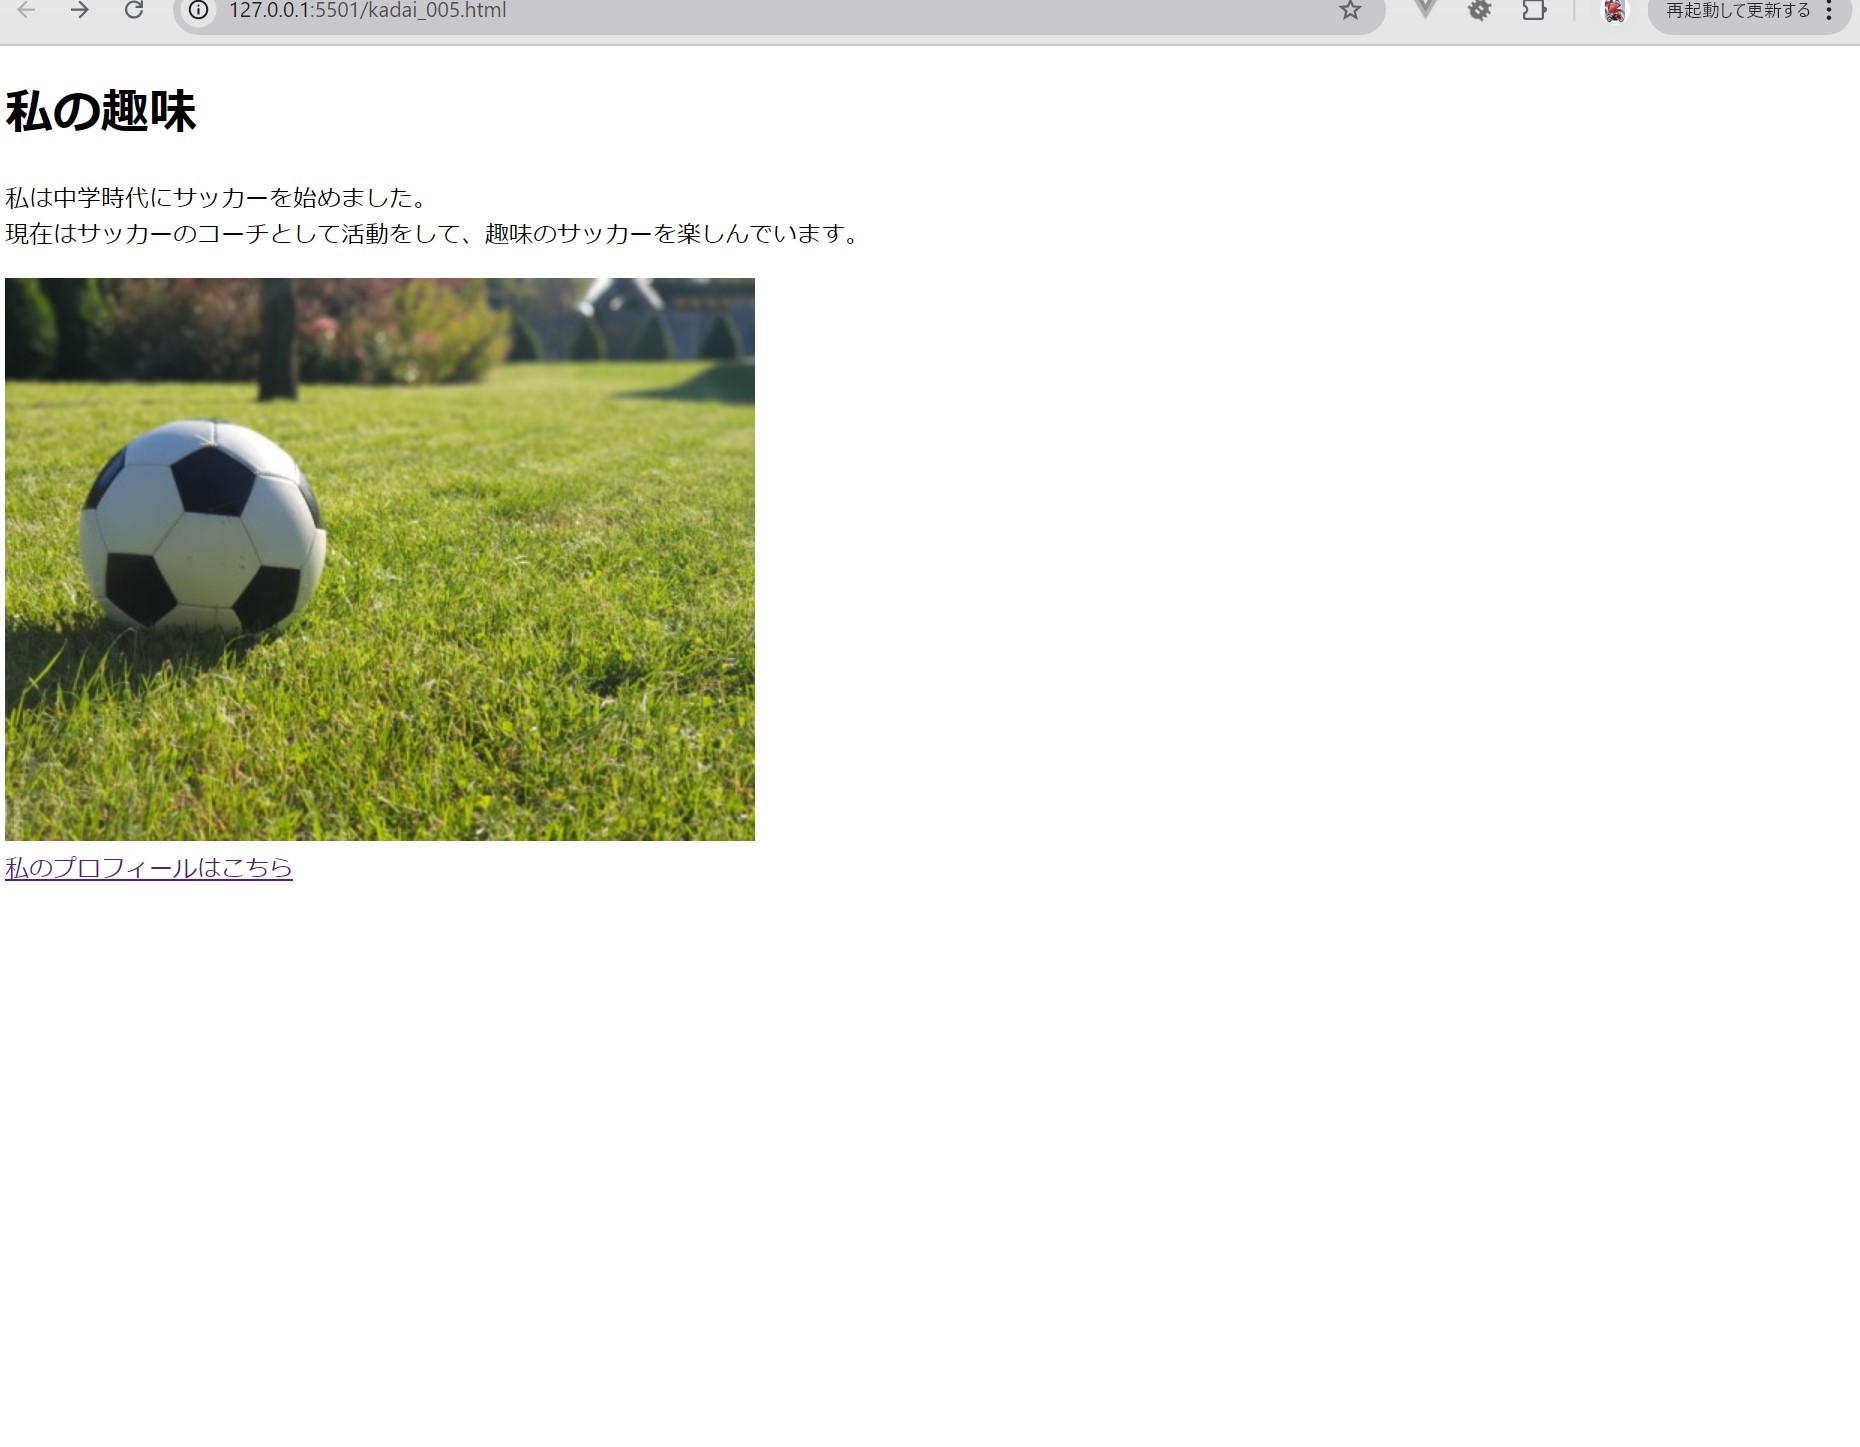 127.0.0.1:5501/kadai_005.html
再起動して更新する
私の趣味
私は中学時代にサッカーを始めました。
現在はサッカーのコーチとして活動をして、趣味のサッカーを楽しんでいます。
私のプロフィールはこちら